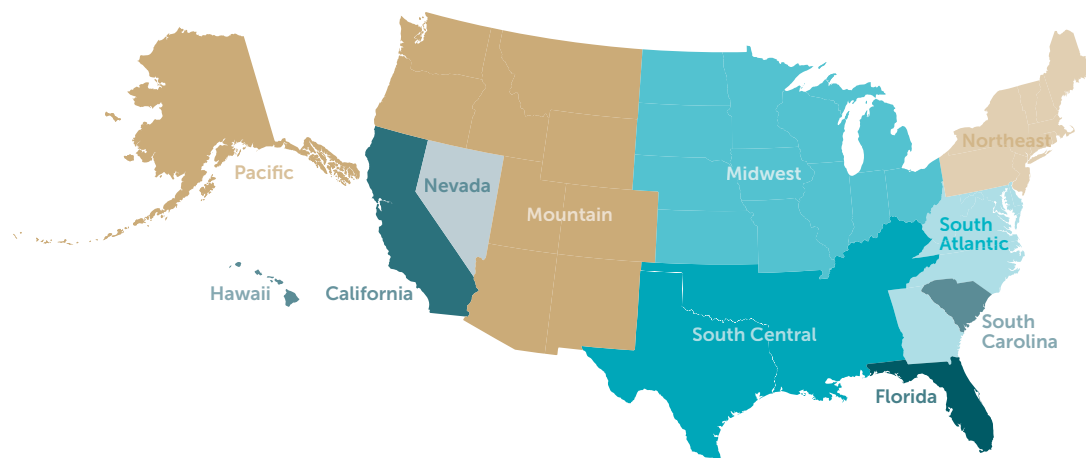 Northeast
Pacific
Midwest
Nevada
Mountain
South
Atlantic
Hawaii
California
South Central
South
Carolina
Florida